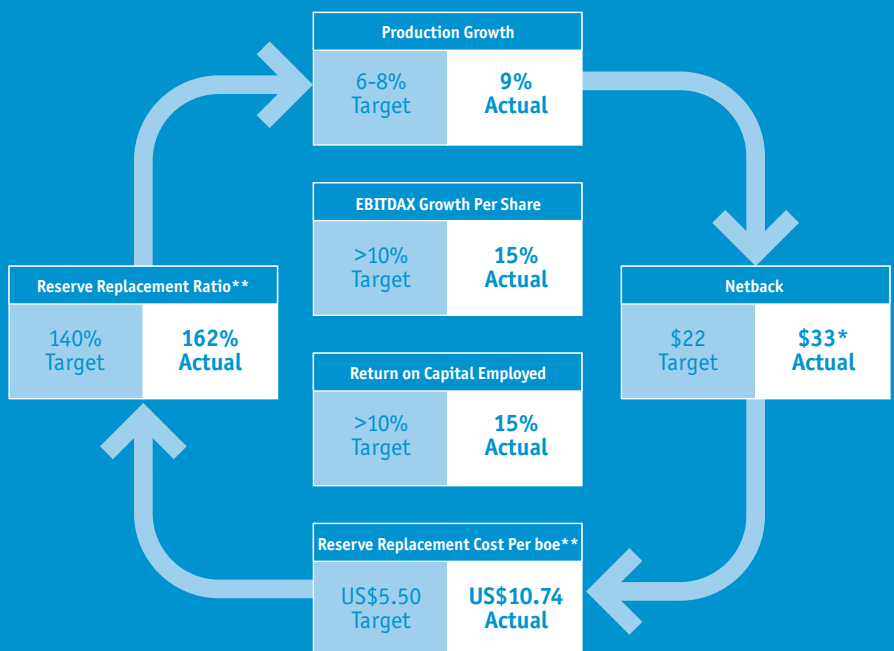 Production Growth
6-8%
Target
9%
Actual
EBITDAX Growth Per Share
>10%
Target
15%
Actual
Reserve Replacement Ratio**
140%
Target
162%
Actual
Netback
$22
Target
$33*
Actual
Return on Capital Employed
>10%
Target
15%
Actual
Reserve Replacement Cost Per boe**
US$5.50
Target
US$10.74
Actual